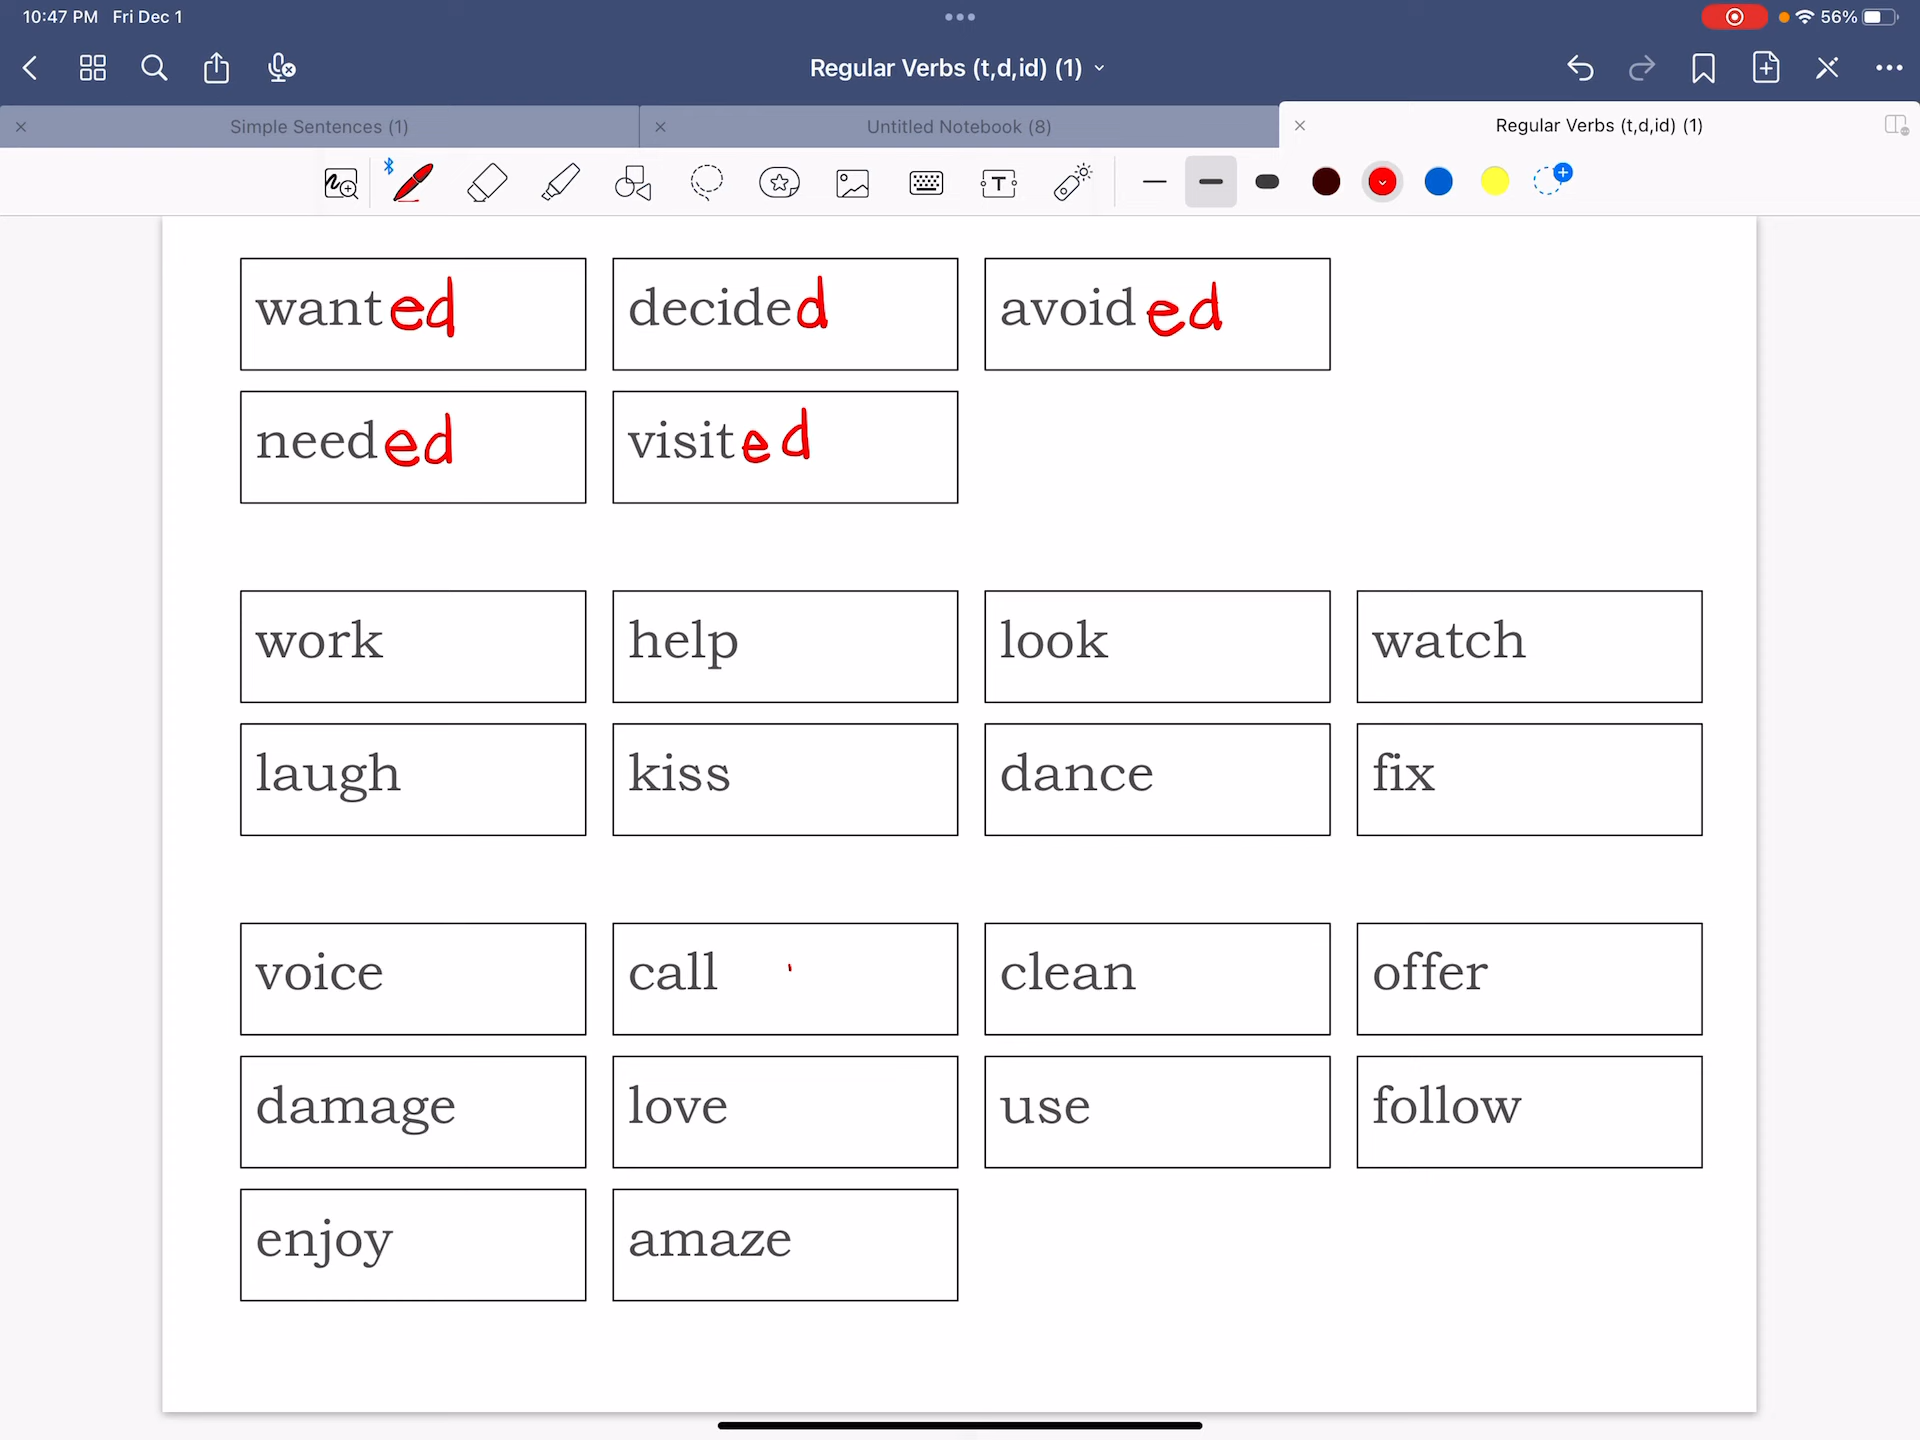 10:47 PM Fri Dec 1
56%
Regular Verbs (t,d,id) (1)
Simple Sentences (1) Untitled Notebook (8) Regular Verbs (t,d,id) (1)
T
wanted decided avoided
needed visited
work help look watch
laugh kiss dance fix
voice call clean offer
damage love use follow
enjoy amaze